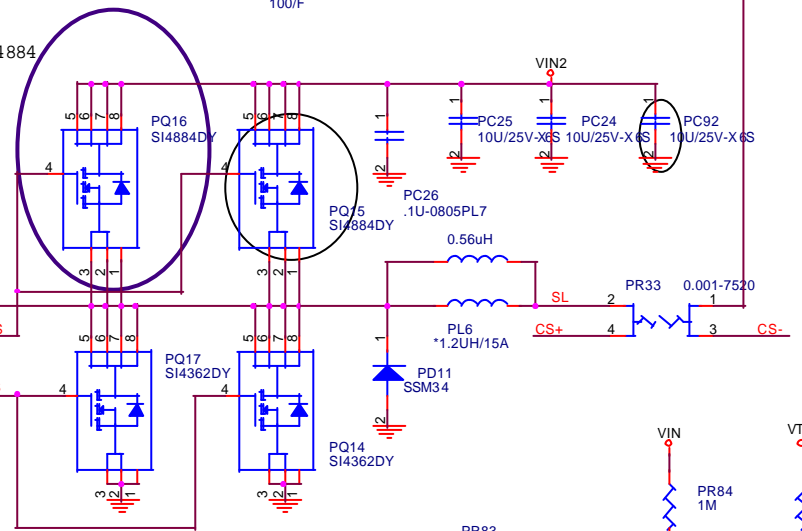 100/F
4884
VIN2
5
6
7
8
PQ16
SI4884DY
5
6
7
8
1
1
PC25
10U/25V-X6S
1
PC24
10U/25V-X6S
1
PC92
10U/25V-X6S
2
2
2
2
4
4
PC26
.1U-0805PL7
PQ15
SI4884DY
3
2
1
3
2
1
0.56uH
SL
2
PR33
0.001-7520
1
S
PL6
*1.2UH/15A
CS+
4
3
CS-
5
6
7
8
PQ17
SI4362DY
5
6
7
8
1
PD11
SSM34
4
4
2
PQ14
SI4362DY
3
2
1
3
2
1
VIN
VT
PR84
1M
PR83